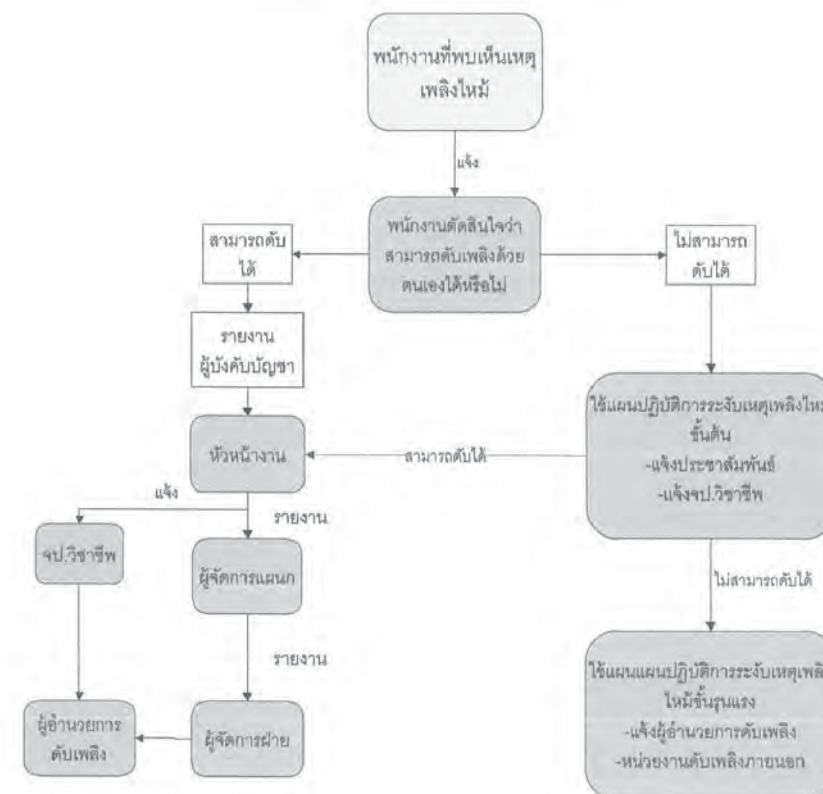 พนักงานที่พบเห็นเหตุ
เพลิงไหม้
แจ้ง
พนักงานตัดสินใจว่า
สามารถดับเพลิงด้วย
ตนเองได้หรือไม่
สามารถดับ
ได้
ไม่สามารถ
ดับได้
รายงาน
ผู้บังคับบัญชา
หัวหน้างาน
สามารถดับได้
ใช้แผนปฏิบัติการระงับเหตุเพลิงไหม้
ขั้นต้น
-แจ้งประชาสัมพันธ์
-แจ้งจป.วิชาชีพ
แจ้ง
รายงาน
จป.วิชาชีพ
ผู้จัดการแผนก
ไม่สามารถดับได้
รายงาน
ใช้แผนแผนปฏิบัติการระงับเหตุเพลิ
ไหม้ขั้นรุนแรง
-แจ้งผู้อำนวยการดับเพลิง
-หน่วยงานดับเพลิงภายนอก
ผู้อำนวยการ
ดับเพลิง
ผู้จัดการฝ่าย